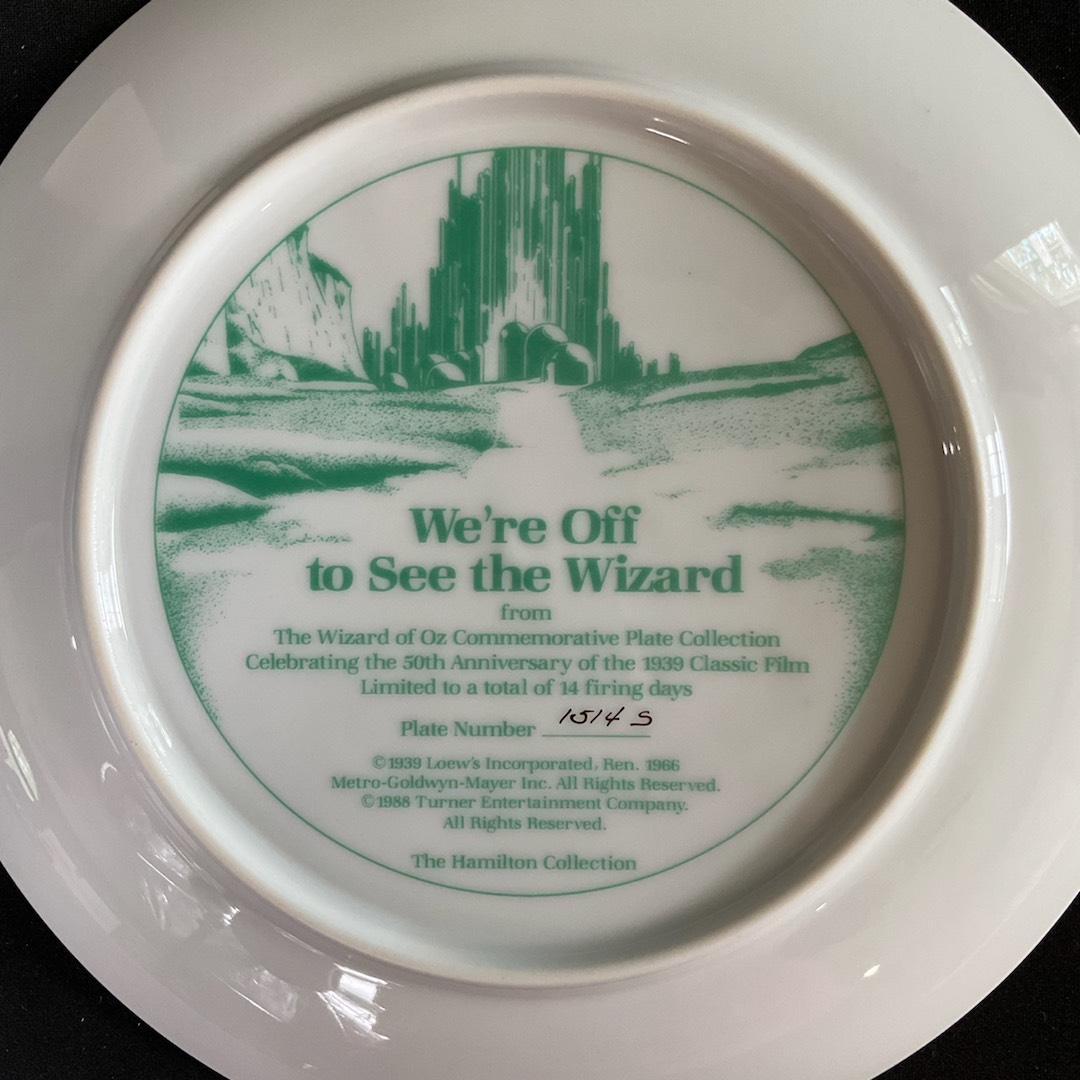 We're Off
to See the Wizard
from
The Wizard of Oz Commemorative Plate Collection
Celebrating the 50th Anniversary of the 1939 Classic Film
Limited to a total of 14 firing days
Plate Number 1514 S
©1939 Loew's Incorporated, Ren. 1966
Metro-Goldwyn-Mayer Inc. All Rights Reserved.
©1988 Turner Entertainment Company.
All Rights Reserved.
The Hamilton Collection